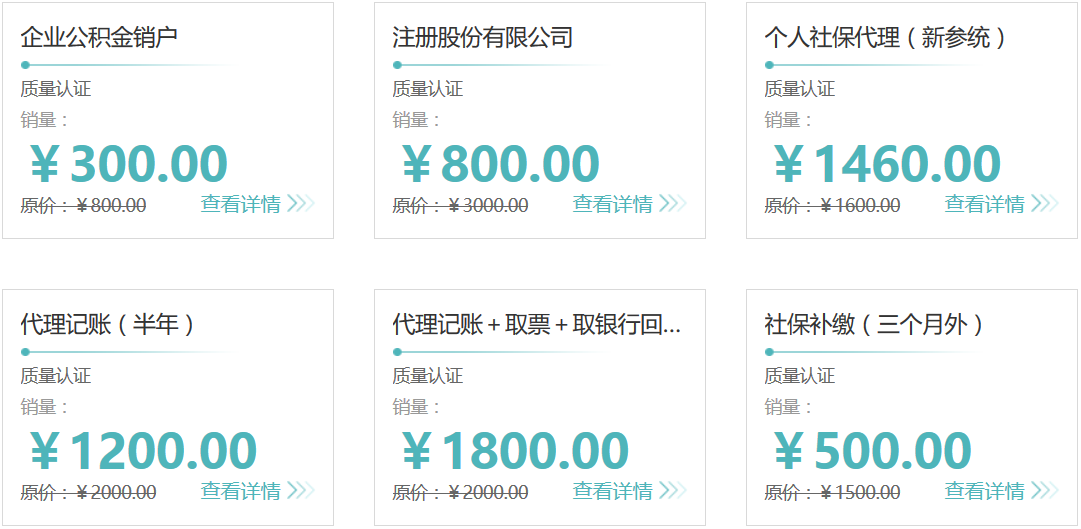 企业公积金销户
质量认证
销量：
￥300.00
原价：￥800.00 查看详情
注册股份有限公司
质量认证
销量：
￥800.00
原价：￥3000.00 查看详情
个人社保代理（新参统）
质量认证
销量：
￥1460.00
原价：￥1600.00 查看详情
代理记账（半年）
质量认证
销量：
￥1200.00
原价：￥2000.00 查看详情
代理记账＋取票＋取银行回...
质量认证
销量：
￥1800.00
原价：￥2000.00 查看详情
社保补缴（三个月外）
质量认证
销量：
￥500.00
原价：￥1500.00 查看详情